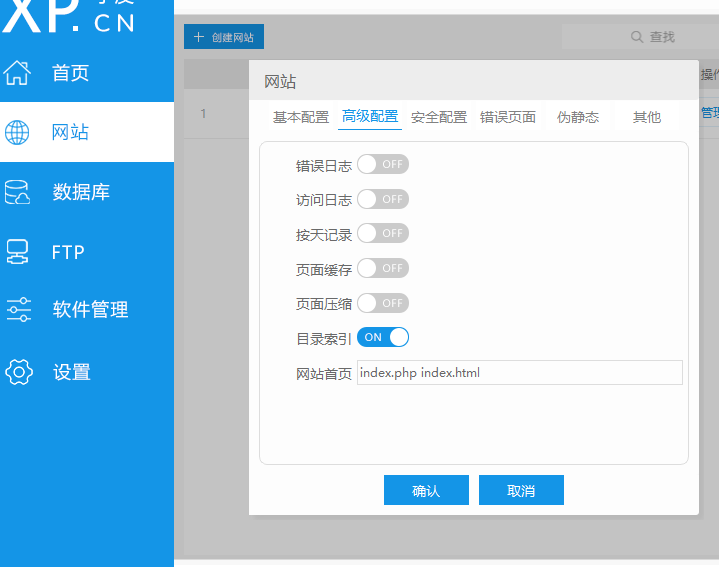 XP.
CN
创建网站
查找
首页
网站
数据库
FTP
软件管理
设置
1
管理
网站
基本配置 高级配置 安全配置 错误页面 伪静态 其他
错误日志 OFF
访问日志 OFF
按天记录 OFF
页面缓存 OFF
页面压缩 OFF
目录索引 ON
网站首页 index.php index.html
确认 取消